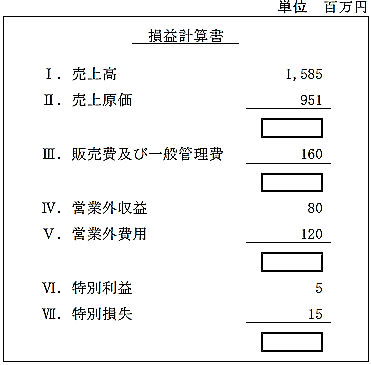 単位　百万円
損益計算書
Ⅰ．売上高 1,585
Ⅱ．売上原価 951
Ⅲ．販売費及び一般管理費 160
Ⅳ．営業外収益 80
Ⅴ．営業外費用 120
Ⅵ．特別利益 5
Ⅶ．特別損失 15